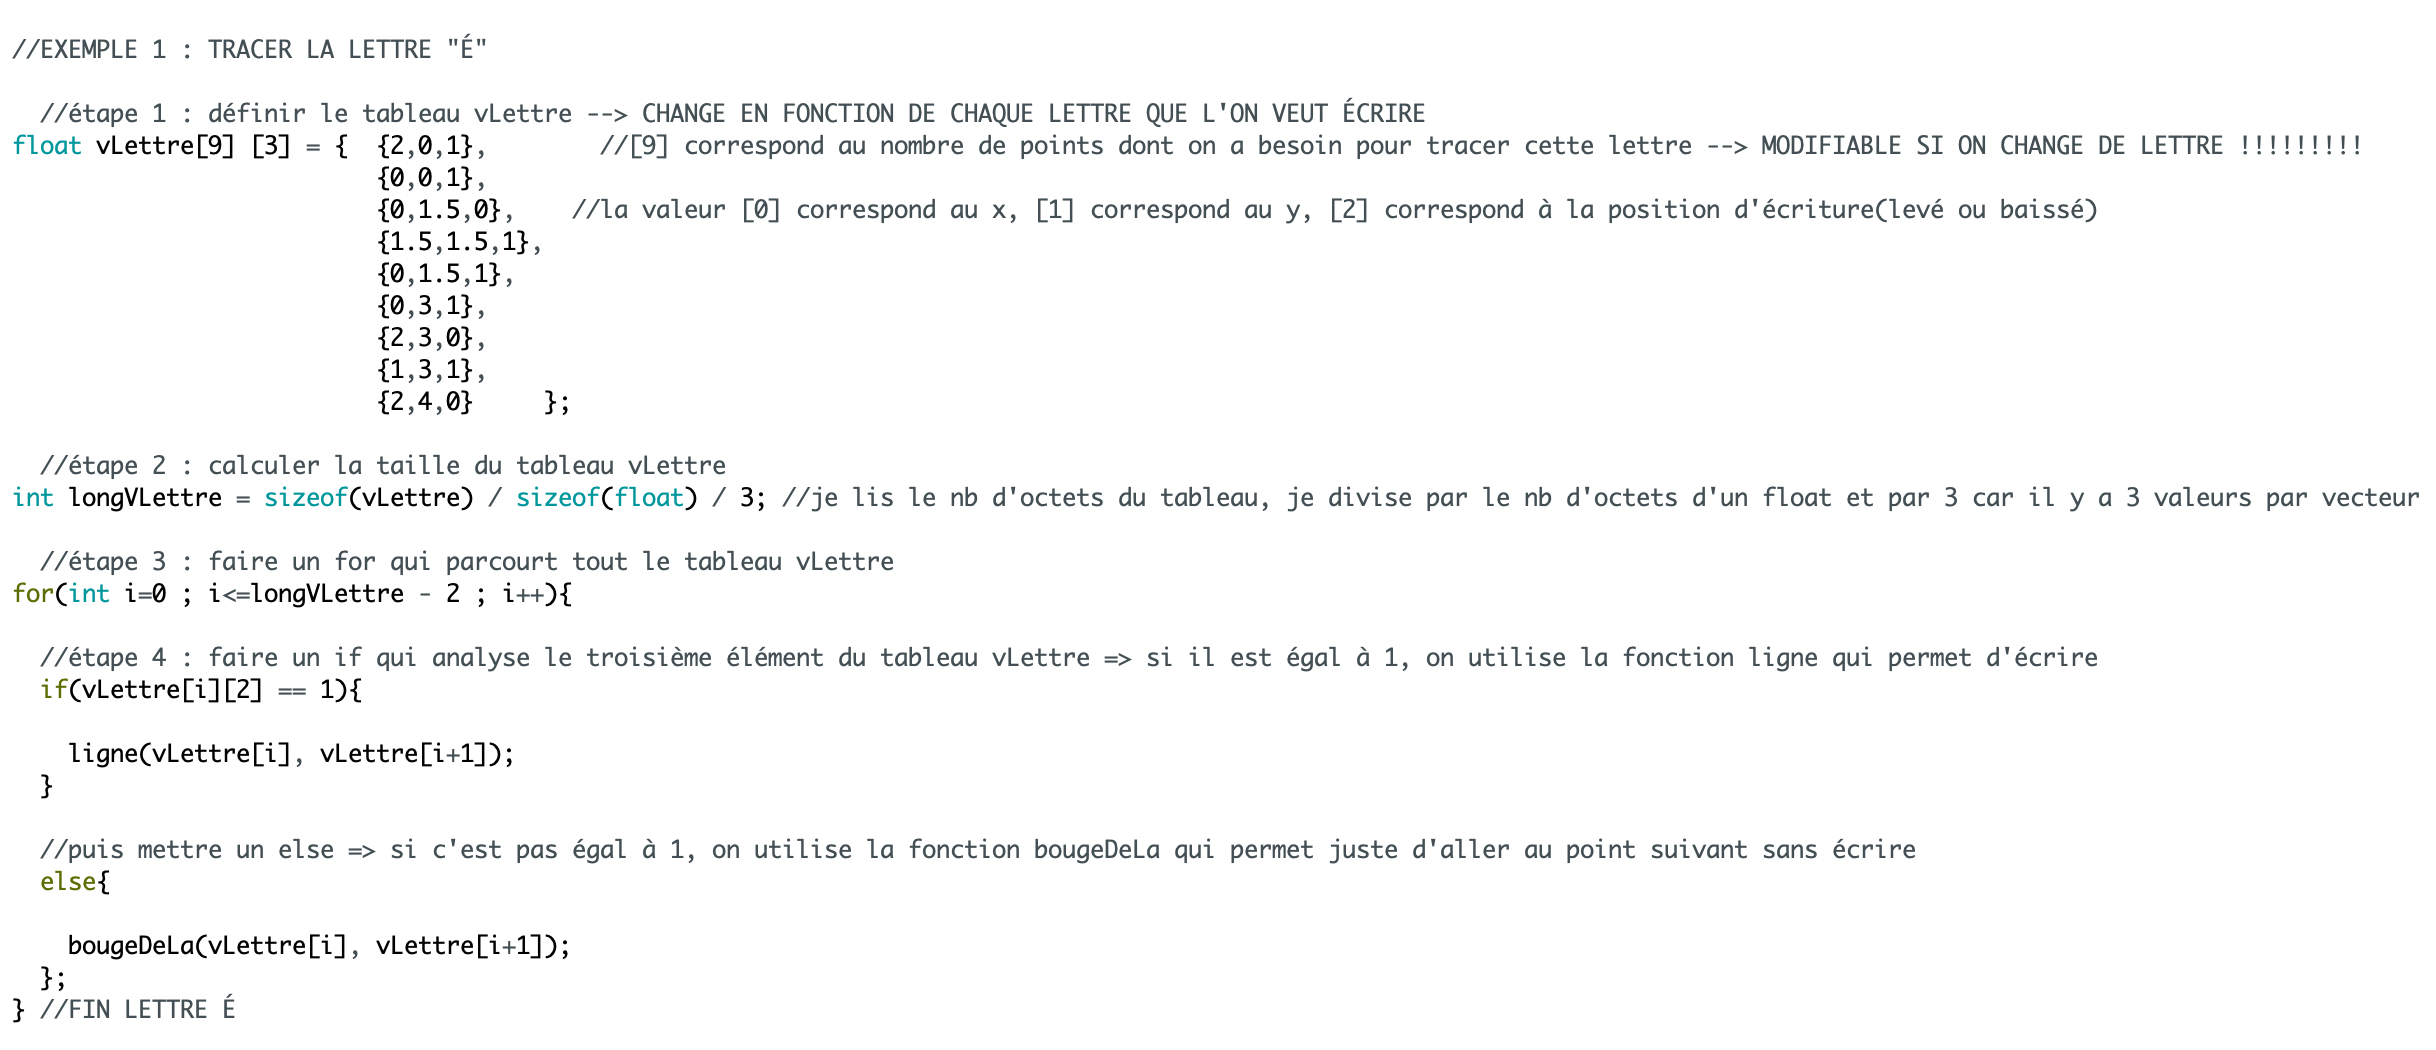 //EXEMPLE 1 : TRACER LA LETTRE "É"
//étape 1 : définir le tableau vLettre --> CHANGE EN FONCTION DE CHAQUE LETTRE QUE L'ON VEUT ÉCRIRE
float vLettre[9] [3] = {  {2,0,1},        //[9] correspond au nombre de points dont on a besoin pour tracer cette lettre --> MODIFIABLE SI ON CHANGE DE LETTRE !!!!!!!!!
{0,0,1},
{0,1.5,0},    //la valeur [0] correspond au x, [1] correspond au y, [2] correspond à la position d'écriture(levé ou baissé)
{1.5,1.5,1},
{0,1.5,1},
{0,3,1},
{2,3,0},
{1,3,1},
{2,4,0}     };
//étape 2 : calculer la taille du tableau vLettre
int longVLettre = sizeof(vLettre) / sizeof(float) / 3; //je lis le nb d'octets du tableau, je divise par le nb d'octets d'un float et par 3 car il y a 3 valeurs par vecteur
//étape 3 : faire un for qui parcourt tout le tableau vLettre
for(int i=0 ; i<=longVLettre - 2 ; i++){
//étape 4 : faire un if qui analyse le troisième élément du tableau vLettre => si il est égal à 1, on utilise la fonction ligne qui permet d'écrire
if(vLettre[i][2] == 1){
ligne(vLettre[i], vLettre[i+1]);
}
//puis mettre un else => si c'est pas égal à 1, on utilise la fonction bougeDeLa qui permet juste d'aller au point suivant sans écrire
else{
bougeDeLa(vLettre[i], vLettre[i+1]);
};
} //FIN LETTRE É